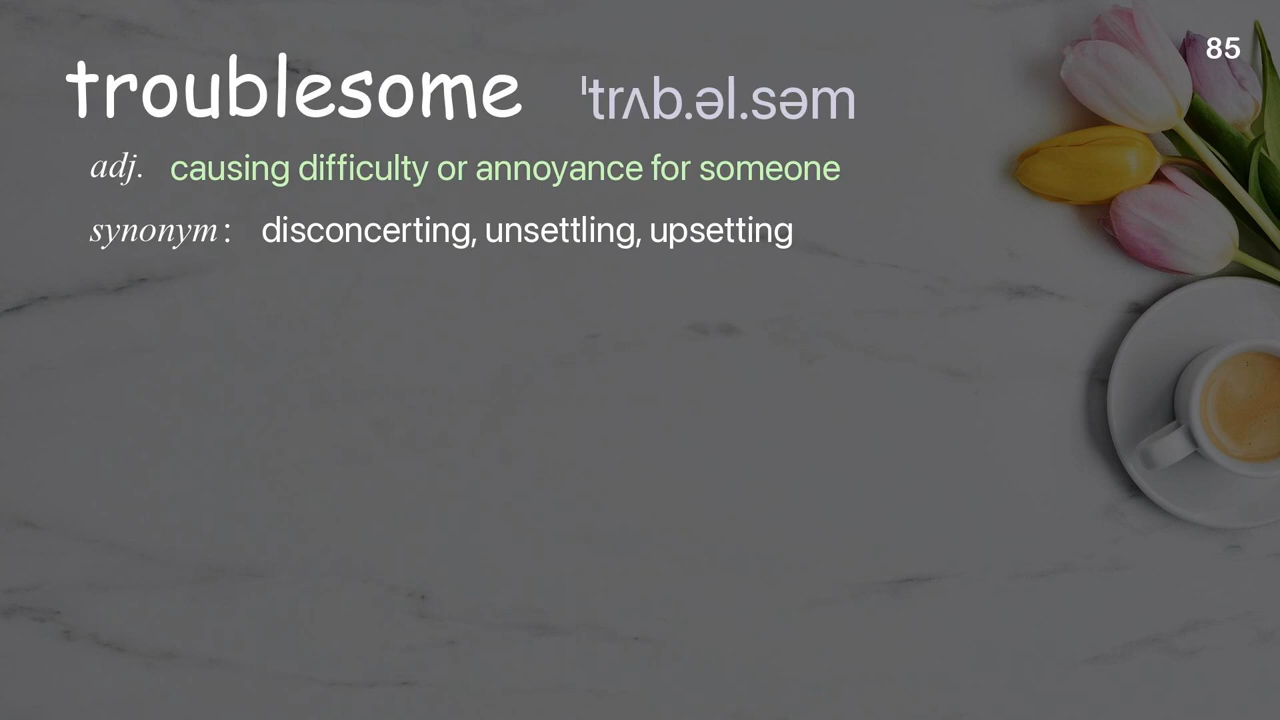 85
troublesome ˈtrʌb.əl.səm
adj. causing difficulty or annoyance for someone
synonym: disconcerting, unsettling, upsetting